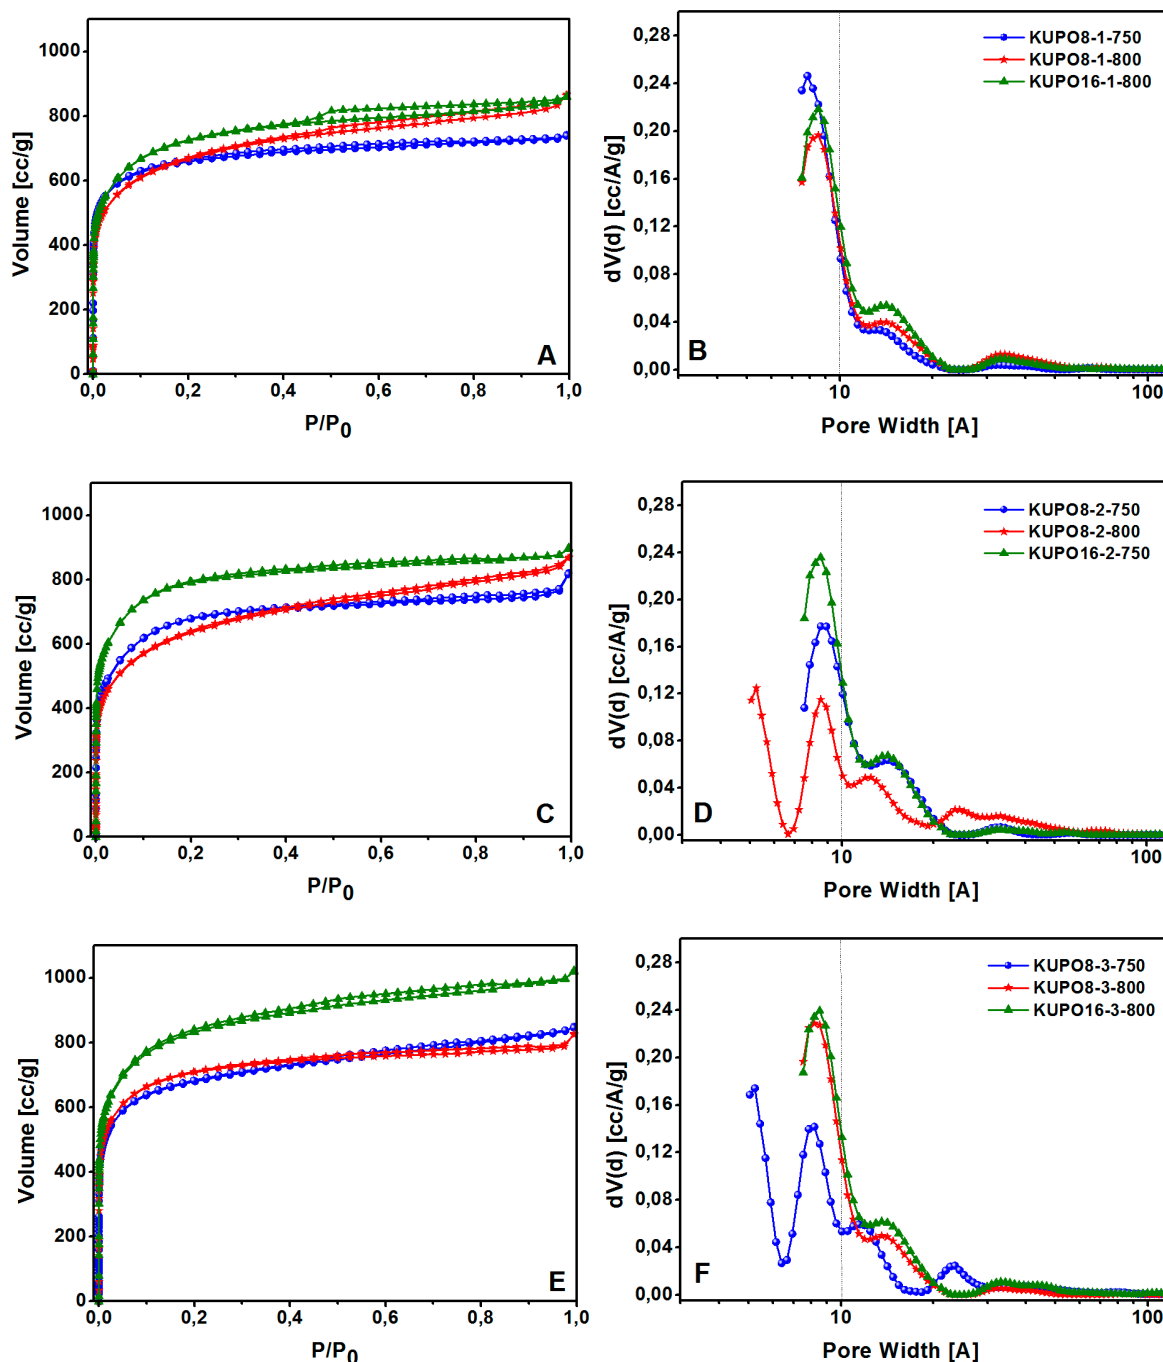 1000
800
600
400
200
0
Volume [cc/g]
0,0 0,2 0,4 0,6 0,8 1,0
P/P0
A
0,28
0,24
0,20
0,16
0,12
0,08
0,04
0,00
dV(d) [cc/A/g]
KUPO8-1-750
KUPO8-1-800
KUPO16-1-800
B
10 100
Pore Width [A]
1000
800
600
400
200
0
Volume [cc/g]
0,0 0,2 0,4 0,6 0,8 1,0
P/P0
C
0,28
0,24
0,20
0,16
0,12
0,08
0,04
0,00
dV(d) [cc/A/g]
KUPO8-2-750
KUPO8-2-800
KUPO16-2-750
D
10 100
Pore Width [A]
1000
800
600
400
200
0
Volume [cc/g]
0,0 0,2 0,4 0,6 0,8 1,0
P/P0
E
0,28
0,24
0,20
0,16
0,12
0,08
0,04
0,00
dV(d) [cc/A/g]
KUPO8-3-750
KUPO8-3-800
KUPO16-3-800
F
10 100
Pore Width [A]